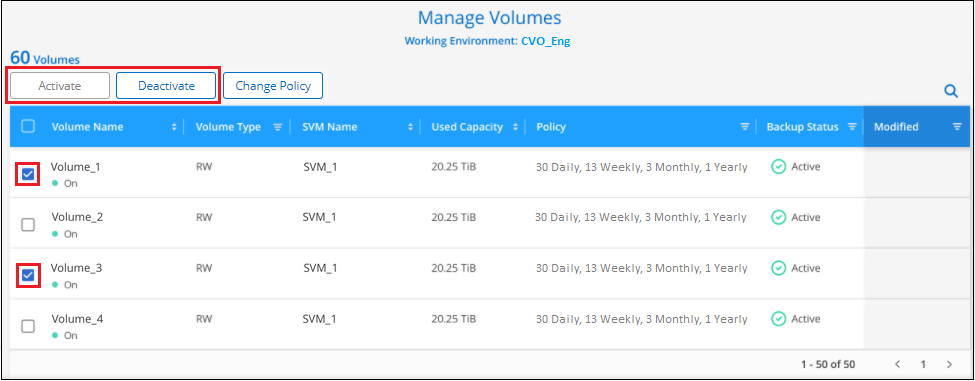 Manage Volumes
Working Environment: CVO_Eng
60 Volumes
Activate Deactivate Change Policy
Volume Name Volume Type SVM Name Used Capacity Policy Backup Status Modified
Volume_1 RW SVM_1 20.25 TiB 30 Daily, 13 Weekly, 3 Monthly, 1 Yearly Active
On
Volume_2 RW SVM_1 20.25 TiB 30 Daily, 13 Weekly, 3 Monthly, 1 Yearly Active
On
Volume_3 RW SVM_1 20.25 TiB 30 Daily, 13 Weekly, 3 Monthly, 1 Yearly Active
On
Volume_4 RW SVM_1 20.25 TiB 30 Daily, 13 Weekly, 3 Monthly, 1 Yearly Active
On
1 - 50 of 50 < 1 >